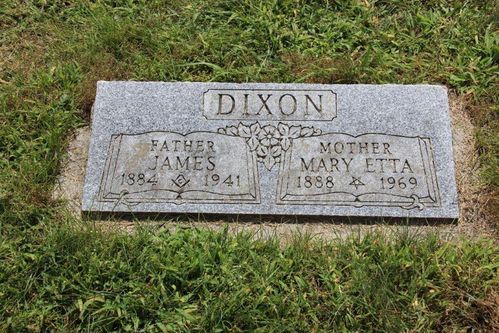 DIXON
FATHER
JAMES
1884 1941
MOTHER
MARY ETTA
1888 1969